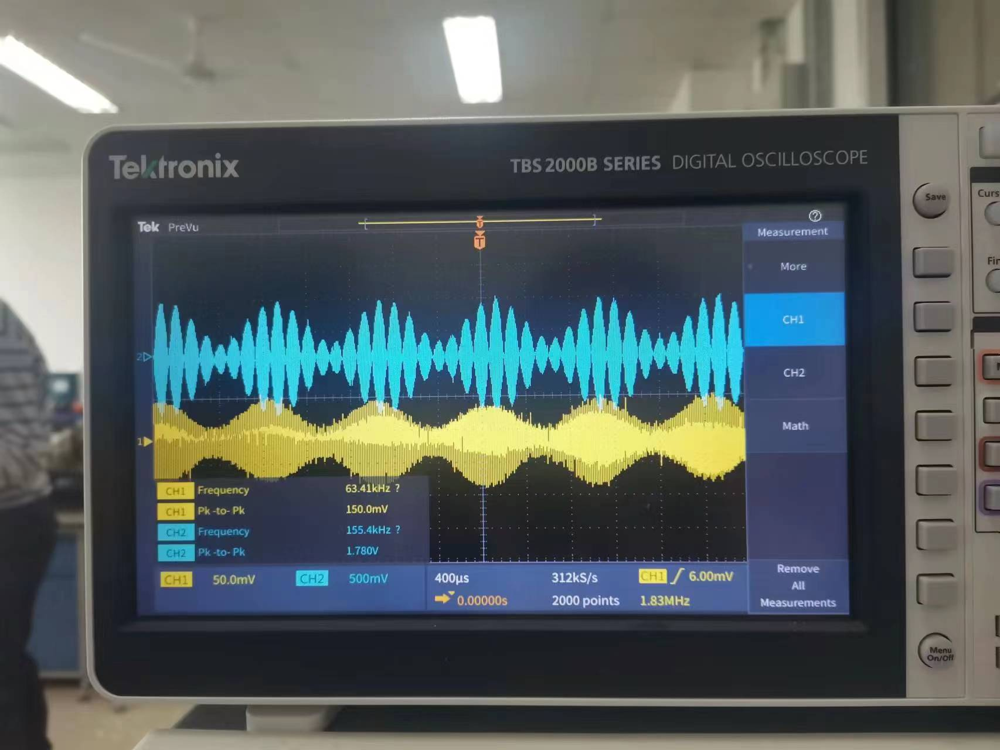 Tektronix
TBS 2000B SERIES DIGITAL OSCILLOSCOPE
Save
Curs
Tek PreVu
T
T
?
Measurement
More
CH1
CH2
Math
Remove
All
Measurements
2
1
CH1 Frequency 63.41kHz ?
CH1 Pk-to-Pk 150.0mV
CH2 Frequency 155.4kHz ?
CH2 Pk-to-Pk 1.780V
CH1 50.0mV CH2 500mV 400μs 312kS/s CH1 6.00mV
0.00000s 2000 points 1.83MHz
Menu
On/Off